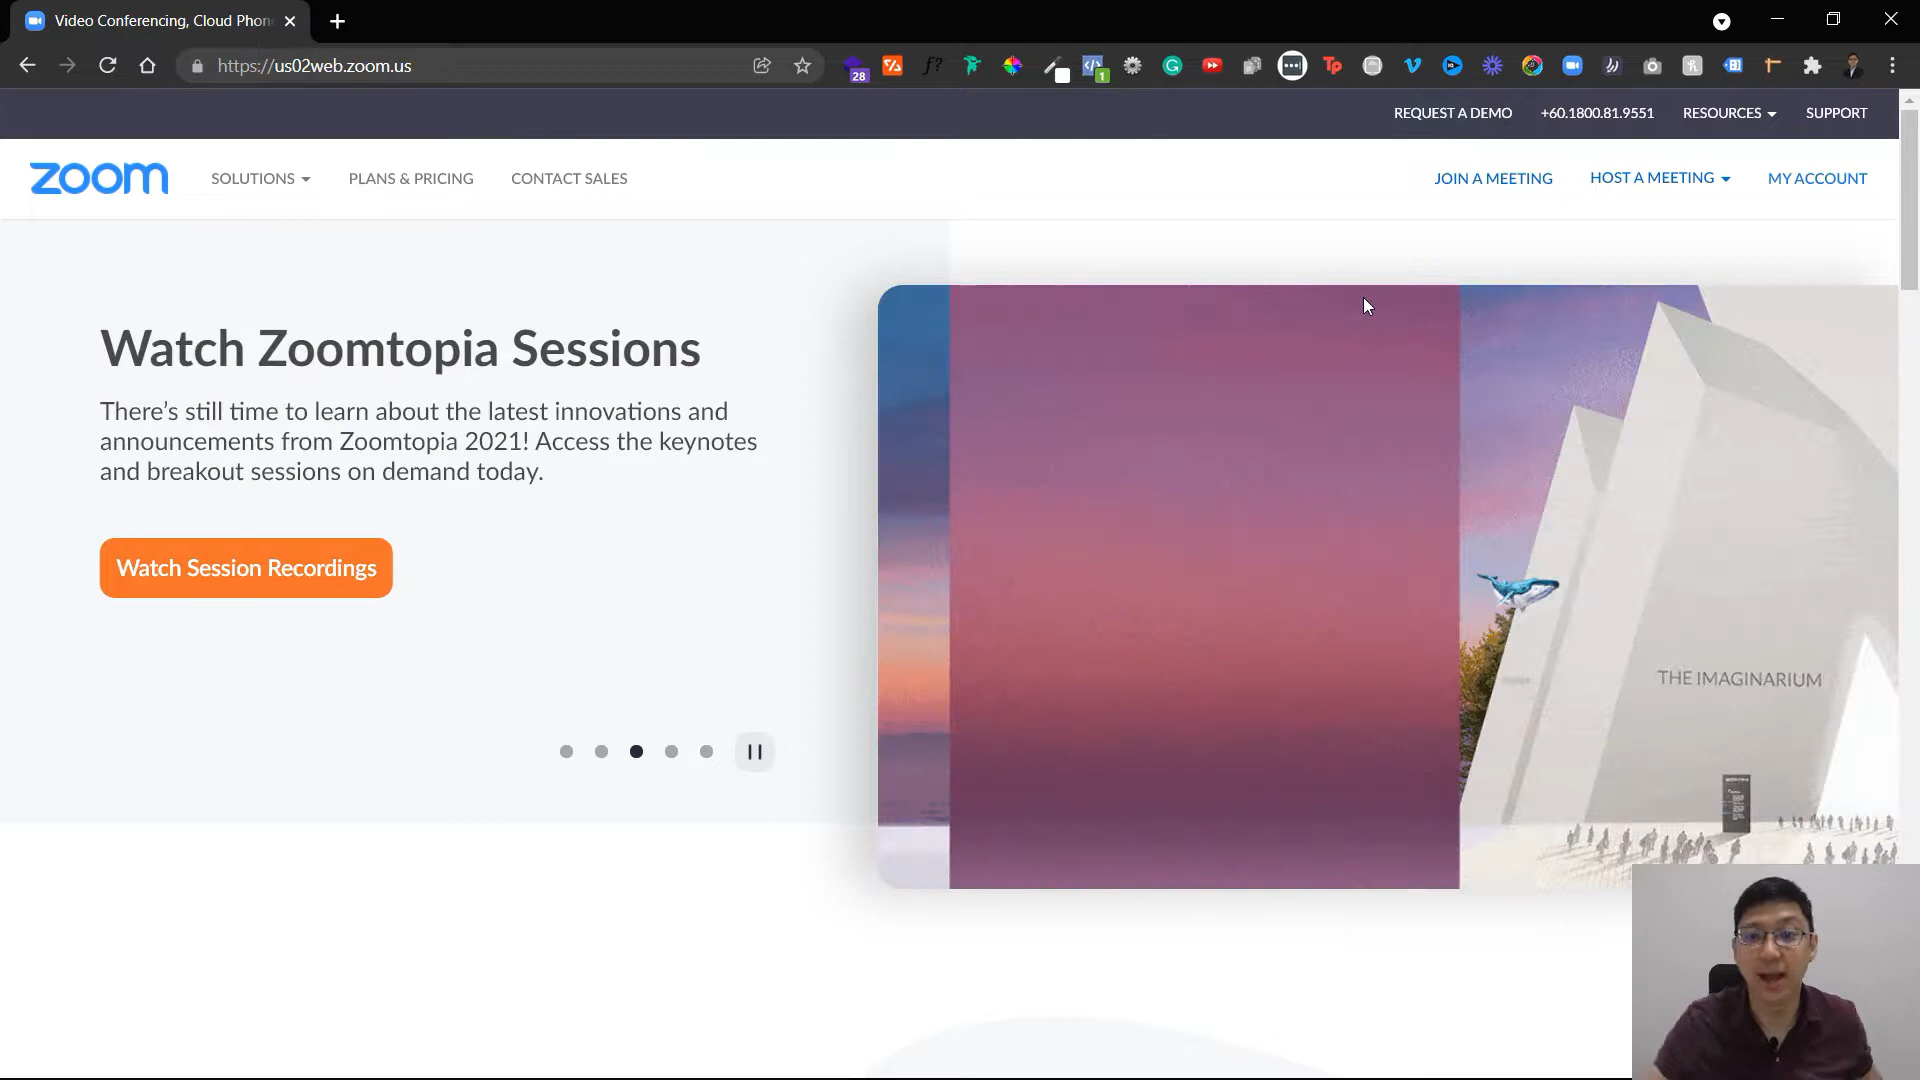 Video Conferencing, Cloud Phon
https://us02web.zoom.us
28
f?
1
Tp
REQUEST A DEMO
+60.1800.81.9551
RESOURCES
SUPPORT
zoom
SOLUTIONS
PLANS & PRICING
CONTACT SALES
JOIN A MEETING
HOST A MEETING
MY ACCOUNT
Watch Zoomtopia Sessions
There's still time to learn about the latest innovations and
announcements from Zoomtopia 2021! Access the keynotes
and breakout sessions on demand today.
Watch Session Recordings
THE IMAGINARIUM